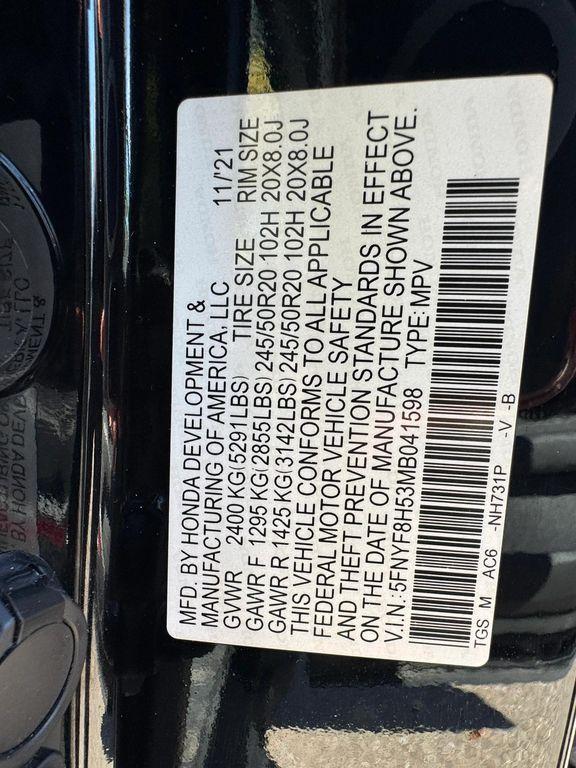 MFD. BY HONDA DEVELOPMENT &
MANUFACTURING OF AMERICA, LLC 11/'21
GVWR 2400 KG(5291LBS) TIRE SIZE RIM SIZE
GAWR F 1295 KG(2855LBS) 245/50R20 102H 20X8.0J
GAWR R 1425 KG(3142LBS) 245/50R20 102H 20X8.0J
THIS VEHICLE CONFORMS TO ALL APPLICABLE
FEDERAL MOTOR VEHICLE SAFETY
AND THEFT PREVENTION STANDARDS IN EFFECT
ON THE DATE OF MANUFACTURE SHOWN ABOVE.
V.I.N.:5FNYF8H53MB041598 TYPE:MPV
TGS M AC6 -NH731P -V -B